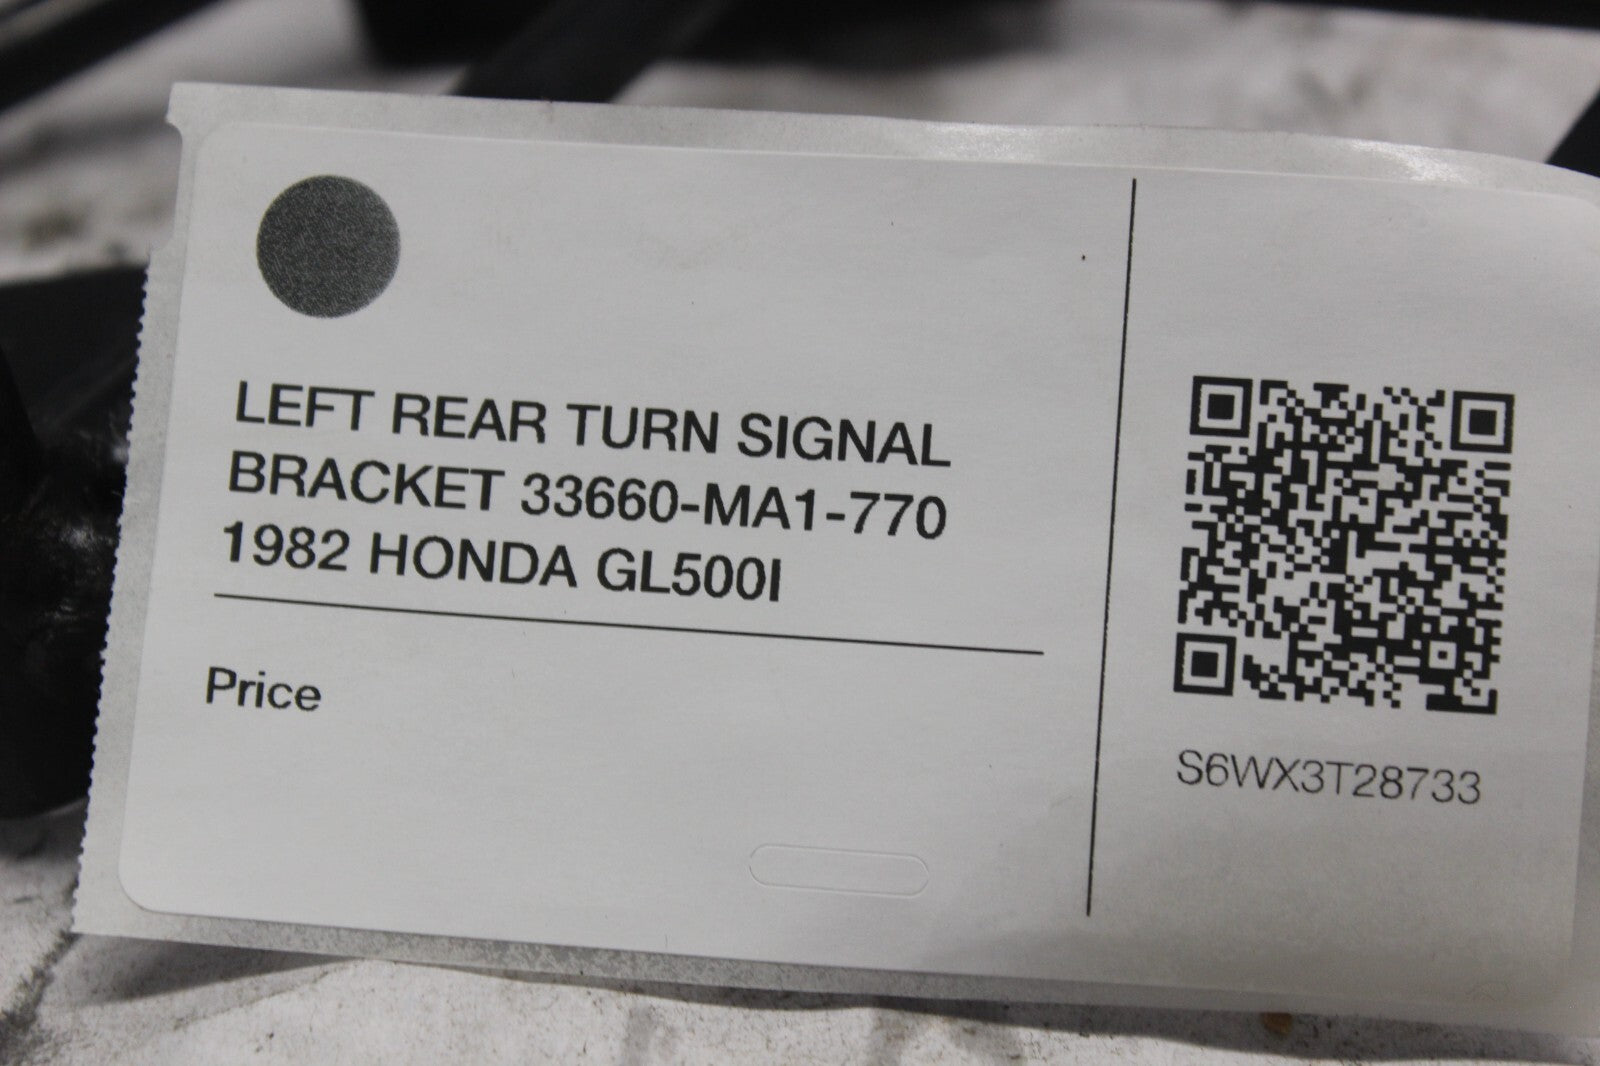 LEFT REAR TURN SIGNAL
BRACKET 33660-MA1-770
1982 HONDA GL500I
Price
S6WX3T28733